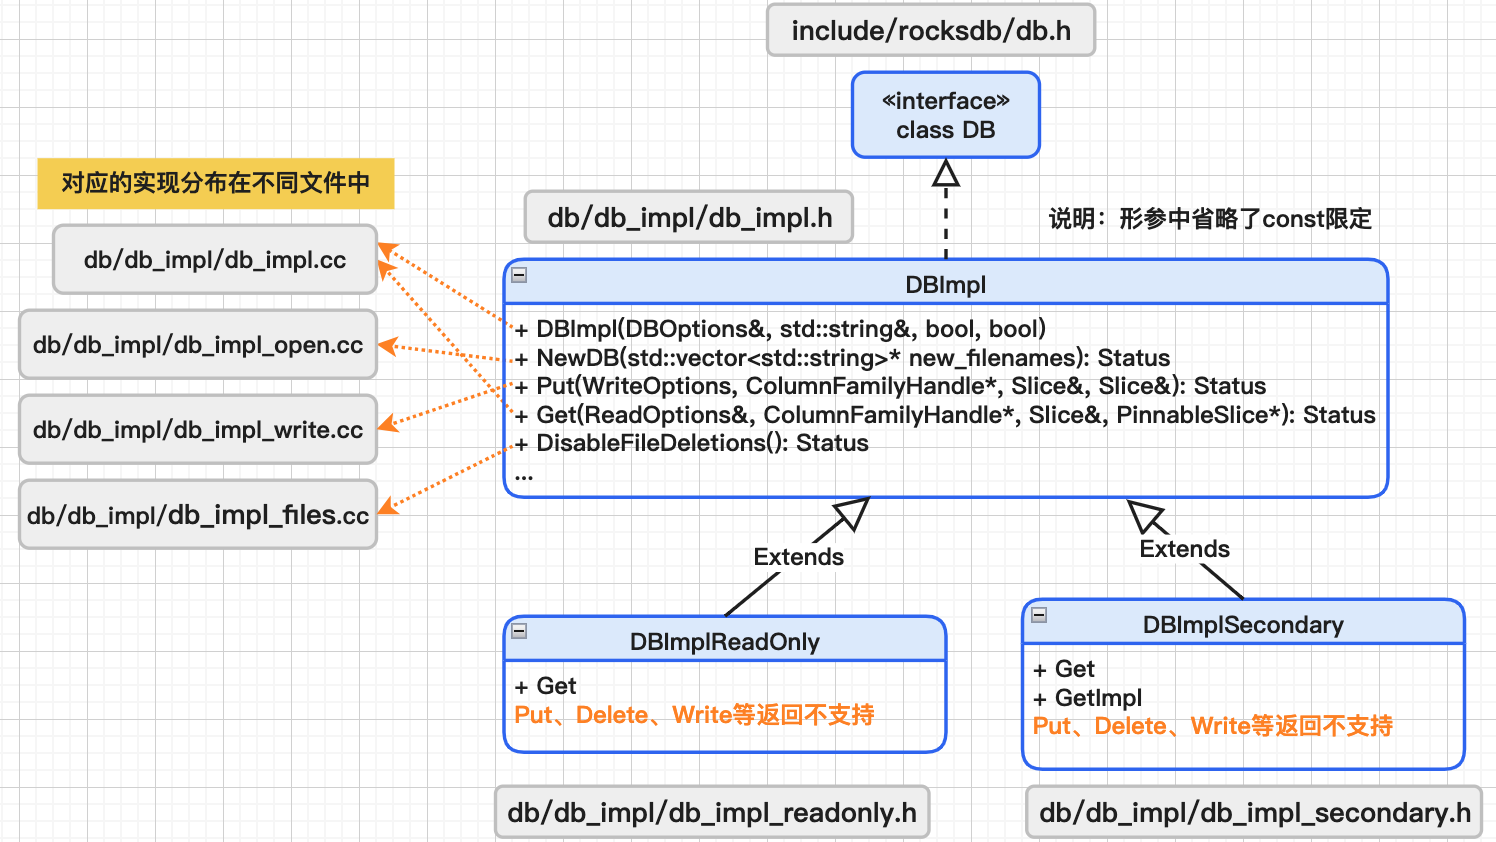 include/rocksdb/db.h
«interface»
class DB
对应的实现分布在不同文件中
db/db_impl/db_impl.h
说明：形参中省略了const限定
db/db_impl/db_impl.cc
db/db_impl/db_impl_open.cc
db/db_impl/db_impl_write.cc
db/db_impl/db_impl_files.cc
DBImpl
+ DBImpl(DBOptions&, std::string&, bool, bool)
+ NewDB(std::vector<std::string>* new_filenames): Status
+ Put(WriteOptions, ColumnFamilyHandle*, Slice&, Slice&): Status
+ Get(ReadOptions&, ColumnFamilyHandle*, Slice&, PinnableSlice*): Status
+ DisableFileDeletions(): Status
...
Extends
Extends
DBImplReadOnly
+ Get
Put、Delete、Write等返回不支持
DBImplSecondary
+ Get
+ GetImpl
Put、Delete、Write等返回不支持
db/db_impl/db_impl_readonly.h
db/db_impl/db_impl_secondary.h